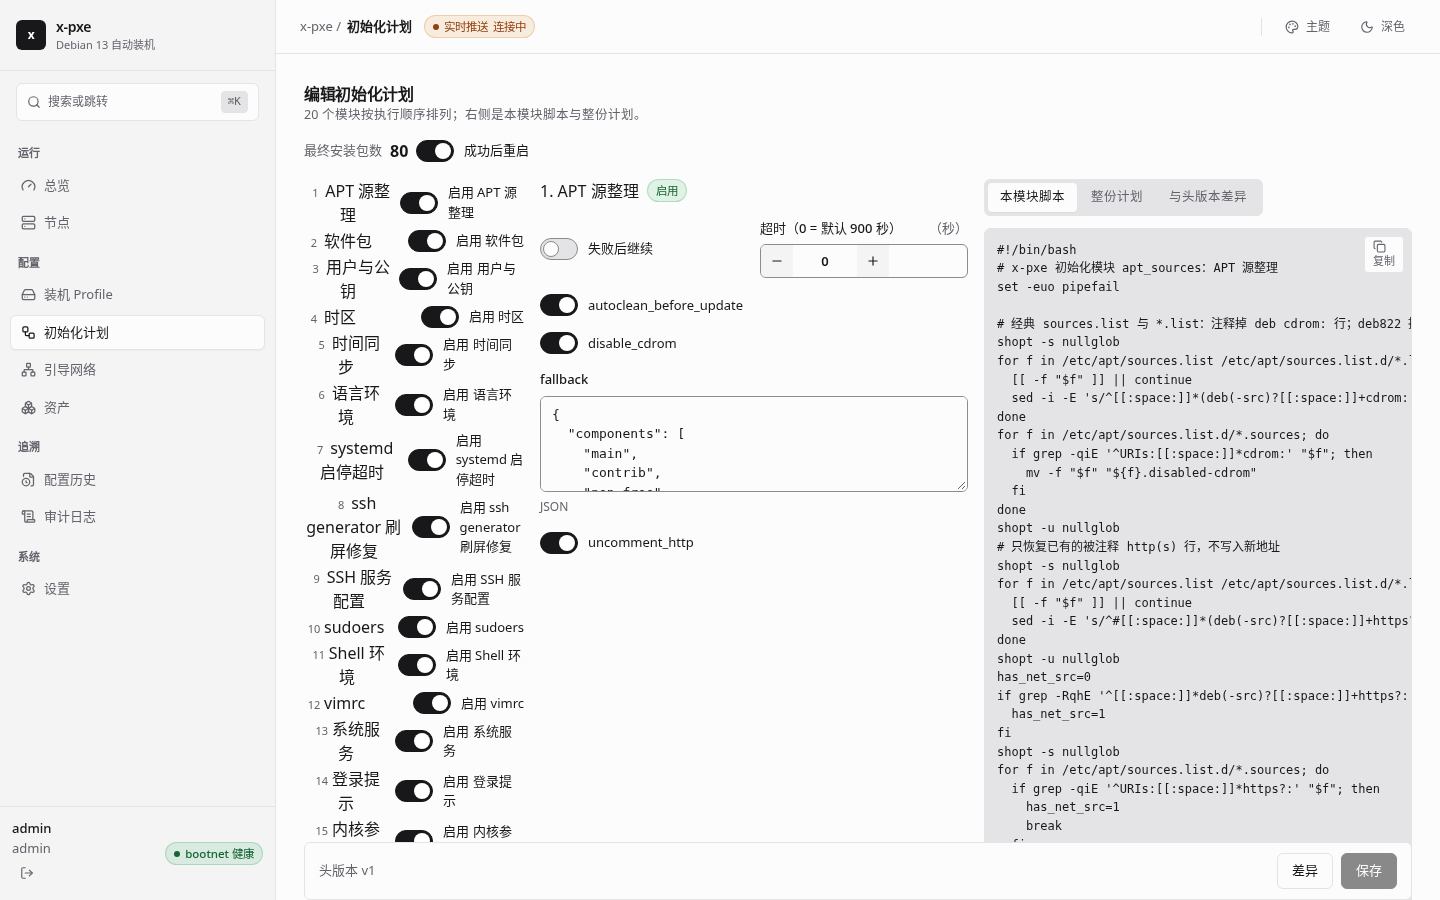 x
x-pxe
Debian 13 自动装机
搜索或跳转
⌘K
运行
总览
节点
配置
装机 Profile
初始化计划
引导网络
资产
追溯
配置历史
审计日志
系统
设置
admin
admin
bootnet 健康
x-pxe / 初始化计划
实时推送 连接中
主题
深色
编辑初始化计划
20 个模块按执行顺序排列；右侧是本模块脚本与整份计划。
最终安装包数 80 成功后重启
1 APT 源整
理
启用 APT 源
整理
2 软件包
启用 软件包
3 用户与公
钥
启用 用户与
公钥
4 时区
启用 时区
5 时间同
步
启用 时间同
步
6 语言环
境
启用 语言环
境
7 systemd
启停超时
启用
systemd 启
停超时
8 ssh
generator 刷
屏修复
启用 ssh
generator
刷屏修复
9 SSH 服务
配置
启用 SSH 服
务配置
10 sudoers
启用 sudoers
11 Shell 环
境
启用 Shell 环
境
12 vimrc
启用 vimrc
13 系统服
务
启用 系统服
务
14 登录提
示
启用 登录提
示
15 内核参
启用 内核参
1. APT 源整理 启用
失败后继续
超时（0 = 默认 900 秒）
（秒）
0
autoclean_before_update
disable_cdrom
fallback
{
"components": [
"main",
"contrib",
"non-free"
JSON
uncomment_http
本模块脚本
整份计划
与头版本差异
复制
#!/bin/bash
# x-pxe 初始化模块 apt_sources: APT 源整理
set -euo pipefail
# 经典 sources.list 与 *.list：注释掉 deb cdrom: 行；deb822
shopt -s nullglob
for f in /etc/apt/sources.list /etc/apt/sources.list.d/*.
[[ -f "$f" ]] || continue
sed -i -E 's/^[[:space:]]*(deb(-src)?[[:space:]]+cdrom:
done
for f in /etc/apt/sources.list.d/*.sources; do
if grep -qiE '^URIs:[[:space:]]*cdrom:' "$f"; then
mv -f "$f" "${f}.disabled-cdrom"
fi
done
shopt -u nullglob
# 只恢复已有的被注释 http(s) 行，不写入新地址
shopt -s nullglob
for f in /etc/apt/sources.list /etc/apt/sources.list.d/*.
[[ -f "$f" ]] || continue
sed -i -E 's/^#[[:space:]]*(deb(-src)?[[:space:]]+https
done
shopt -u nullglob
has_net_src=0
if grep -RqhE '^[[:space:]]*deb(-src)?[[:space:]]+https?:
has_net_src=1
fi
shopt -s nullglob
for f in /etc/apt/sources.list.d/*.sources; do
if grep -qiE '^URIs:[[:space:]]*https?:' "$f"; then
has_net_src=1
break
头版本 v1
差异
保存